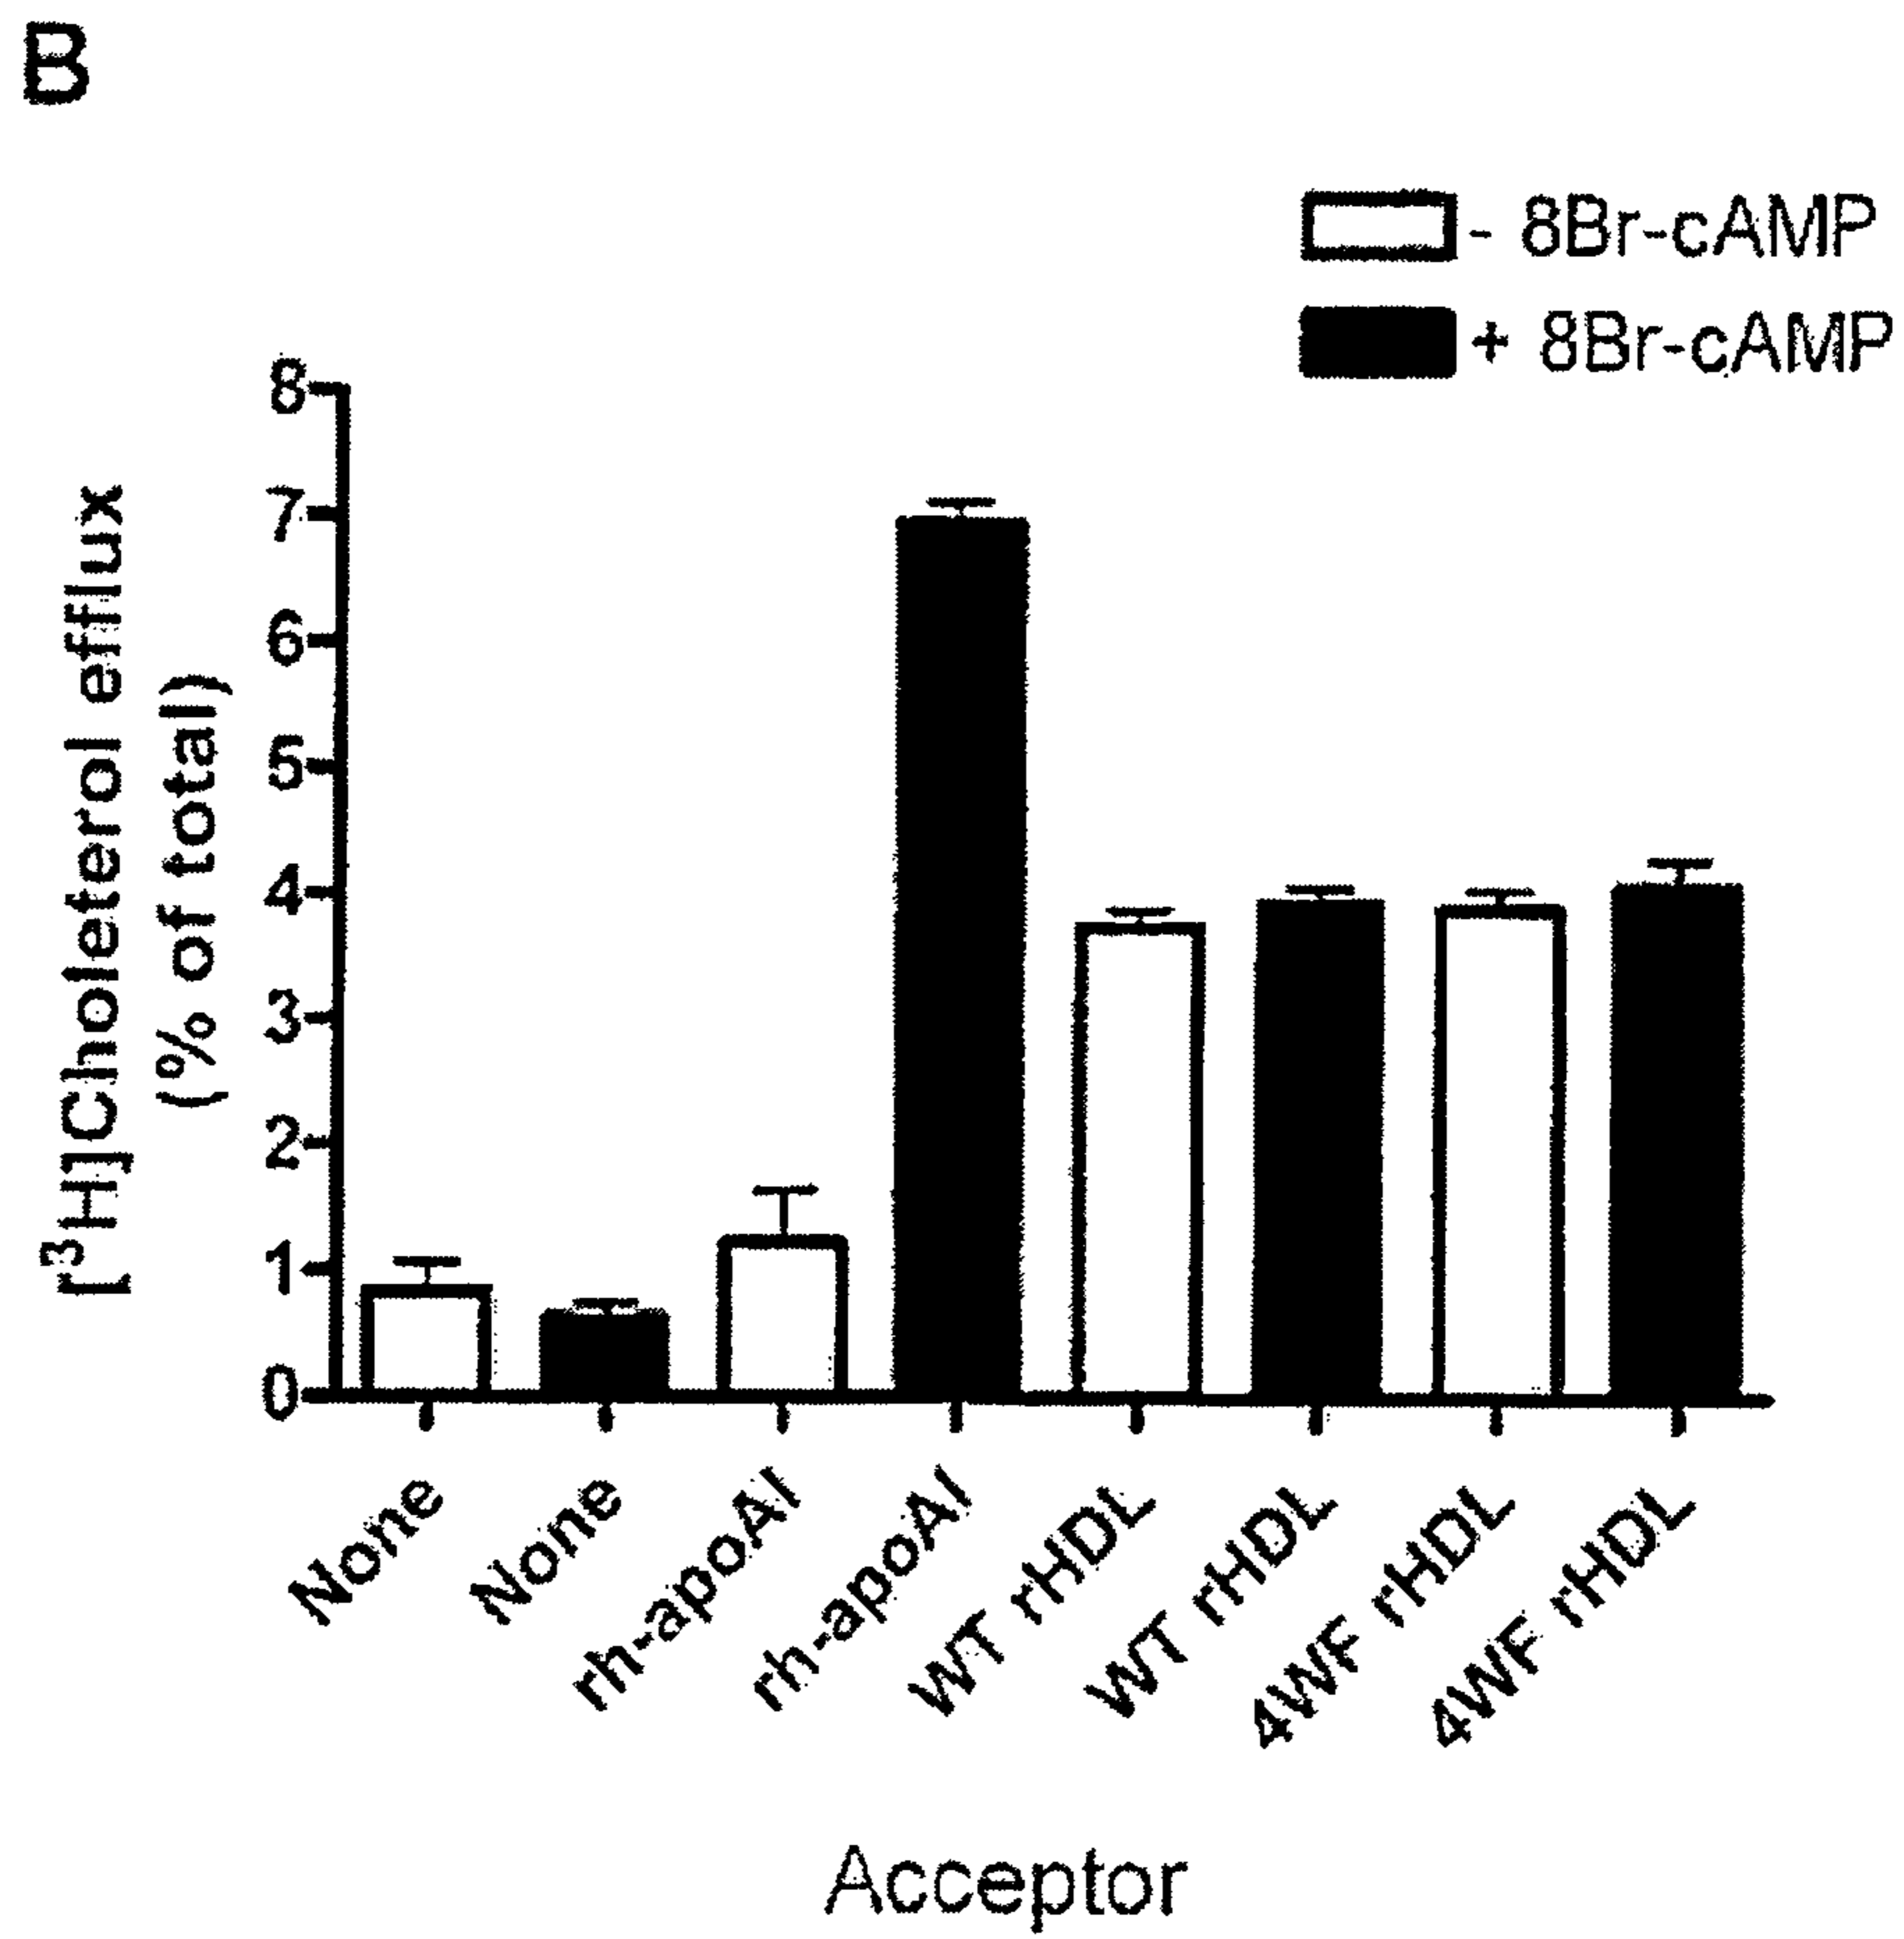 B
- 8Br-cAMP
+ 8Br-cAMP
[³H]Choleterol efflux
(% of total)
8
7
6
5
4
3
2
1
0
None
None
rh-apoAI
rh-apoAI
WT rHDL
WT rHDL
4WF rHDL
4WF rHDL
Acceptor